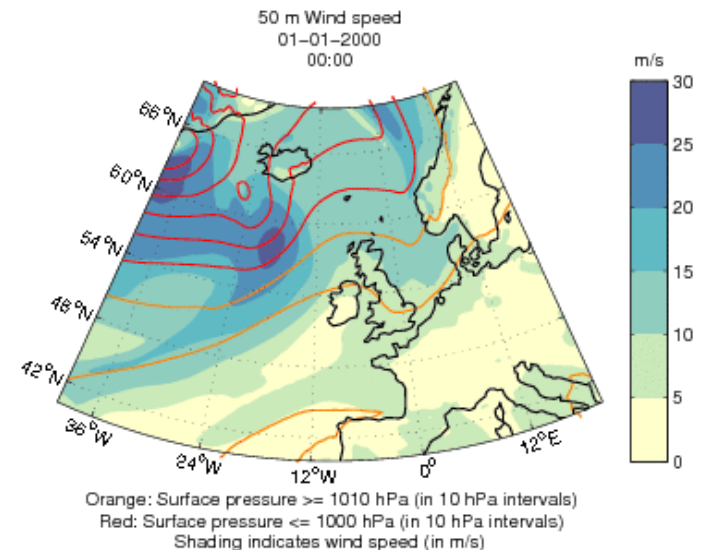 50 m Wind speed
01−01−2000
00:00
m/s
30
25
20
15
10
5
0
66°N
60°N
54°N
48°N
42°N
36°W
24°W
12°W
0°
12°E
Orange: Surface pressure >= 1010 hPa (in 10 hPa intervals)
Red: Surface pressure <= 1000 hPa (in 10 hPa intervals)
Shading indicates wind speed (in m/s)